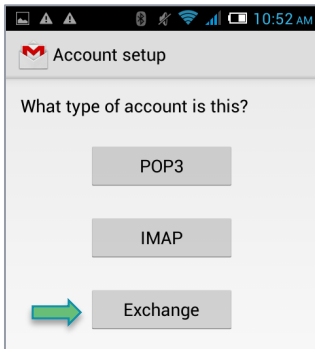 10:52 AM
Account setup
What type of account is this?
POP3
IMAP
Exchange